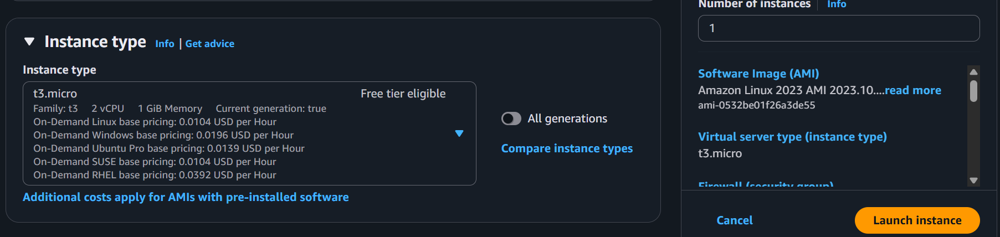 Instance type Info | Get advice
Instance type
t3.micro Free tier eligible
Family: t3 2 vCPU 1 GiB Memory Current generation: true
On-Demand Linux base pricing: 0.0104 USD per Hour
On-Demand Windows base pricing: 0.0196 USD per Hour
On-Demand Ubuntu Pro base pricing: 0.0139 USD per Hour
On-Demand SUSE base pricing: 0.0104 USD per Hour
On-Demand RHEL base pricing: 0.0392 USD per Hour
All generations
Compare instance types
Additional costs apply for AMIs with pre-installed software
Number of instances Info
1
Software Image (AMI)
Amazon Linux 2023 AMI 2023.10....read more
ami-0532be01f26a3de55
Virtual server type (instance type)
t3.micro
Firewall (security group)
Cancel Launch instance